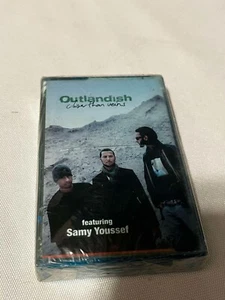 Outlandish
closer than veins
featuring
Samy Youssef